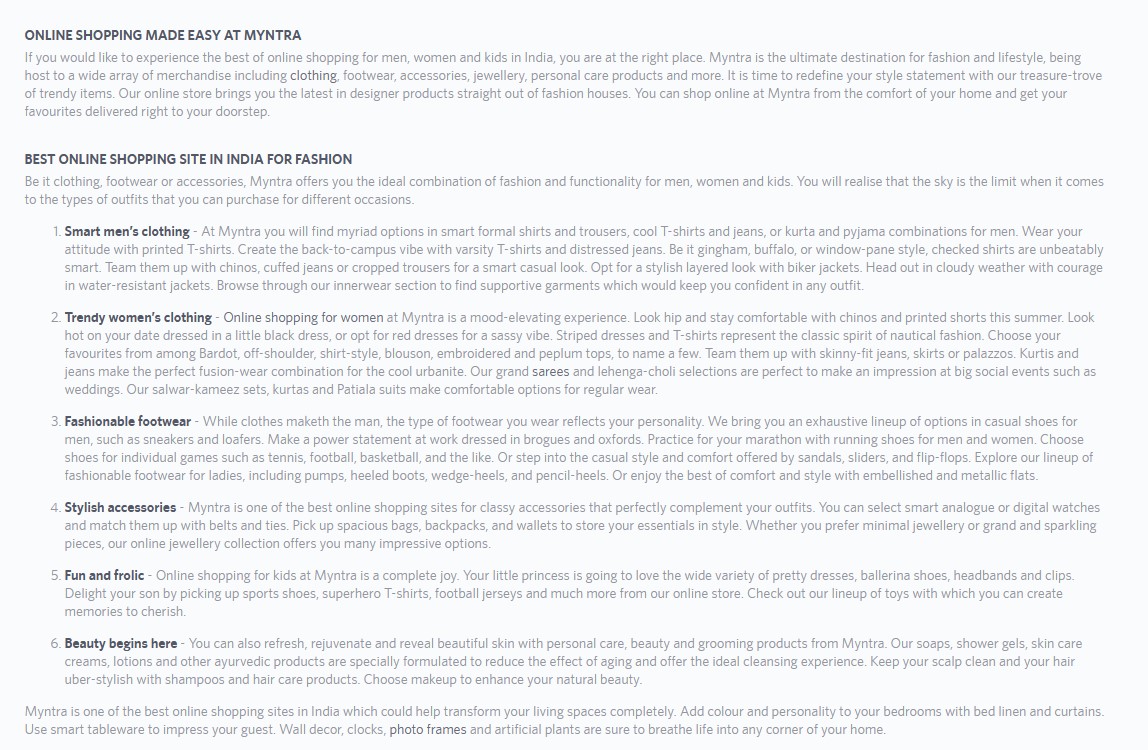 ONLINE SHOPPING MADE EASY AT MYNTRA
If you would like to experience the best of online shopping for men, women and kids in India, you are at the right place. Myntra is the ultimate destination for fashion and lifestyle, being
host to a wide array of merchandise including clothing, footwear, accessories, jewellery, personal care products and more. It is time to redefine your style statement with our treasure-trove
of trendy items. Our online store brings you the latest in designer products straight out of fashion houses. You can shop online at Myntra from the comfort of your home and get your
favourites delivered right to your doorstep.
BEST ONLINE SHOPPING SITE IN INDIA FOR FASHION
Be it clothing, footwear or accessories, Myntra offers you the ideal combination of fashion and functionality for men, women and kids. You will realise that the sky is the limit when it comes
to the types of outfits that you can purchase for different occasions.
1. Smart men's clothing - At Myntra you will find myriad options in smart formal shirts and trousers, cool T-shirts and jeans, or kurta and pyjama combinations for men. Wear your
attitude with printed T-shirts. Create the back-to-campus vibe with varsity T-shirts and distressed jeans. Be it gingham, buffalo, or window-pane style, checked shirts are unbeatably
smart. Team them up with chinos, cuffed jeans or cropped trousers for a smart casual look. Opt for a stylish layered look with biker jackets. Head out in cloudy weather with courage
in water-resistant jackets. Browse through our innerwear section to find supportive garments which would keep you confident in any outfit.
2. Trendy women's clothing - Online shopping for women at Myntra is a mood-elevating experience. Look hip and stay comfortable with chinos and printed shorts this summer. Look
hot on your date dressed in a little black dress, or opt for red dresses for a sassy vibe. Striped dresses and T-shirts represent the classic spirit of nautical fashion. Choose your
favourites from among Bardot, off-shoulder, shirt-style, blouson, embroidered and peplum tops, to name a few. Team them up with skinny-fit jeans, skirts or palazzos. Kurtis and
jeans make the perfect fusion-wear combination for the cool urbanite. Our grand sarees and lehenga-choli selections are perfect to make an impression at big social events such as
weddings. Our salwar-kameez sets, kurtas and Patiala suits make comfortable options for regular wear.
3. Fashionable footwear - While clothes maketh the man, the type of footwear you wear reflects your personality. We bring you an exhaustive lineup of options in casual shoes for
men, such as sneakers and loafers. Make a power statement at work dressed in brogues and oxfords. Practice for your marathon with running shoes for men and women. Choose
shoes for individual games such as tennis, football, basketball, and the like. Or step into the casual style and comfort offered by sandals, sliders, and flip-flops. Explore our lineup of
fashionable footwear for ladies, including pumps, heeled boots, wedge-heels, and pencil-heels. Or enjoy the best of comfort and style with embellished and metallic flats.
4. Stylish accessories - Myntra is one of the best online shopping sites for classy accessories that perfectly complement your outfits. You can select smart analogue or digital watches
and match them up with belts and ties. Pick up spacious bags, backpacks, and wallets to store your essentials in style. Whether you prefer minimal jewellery or grand and sparkling
pieces, our online jewellery collection offers you many impressive options.
5. Fun and frolic - Online shopping for kids at Myntra is a complete joy. Your little princess is going to love the wide variety of pretty dresses, ballerina shoes, headbands and clips.
Delight your son by picking up sports shoes, superhero T-shirts, football jerseys and much more from our online store. Check out our lineup of toys with which you can create
memories to cherish.
6. Beauty begins here - You can also refresh, rejuvenate and reveal beautiful skin with personal care, beauty and grooming products from Myntra. Our soaps, shower gels, skin care
creams, lotions and other ayurvedic products are specially formulated to reduce the effect of aging and offer the ideal cleansing experience. Keep your scalp clean and your hair
uber-stylish with shampoos and hair care products. Choose makeup to enhance your natural beauty.
Myntra is one of the best online shopping sites in India which could help transform your living spaces completely. Add colour and personality to your bedrooms with bed linen and curtains.
Use smart tableware to impress your guest. Wall decor, clocks, photo frames and artificial plants are sure to breathe life into any corner of your home.